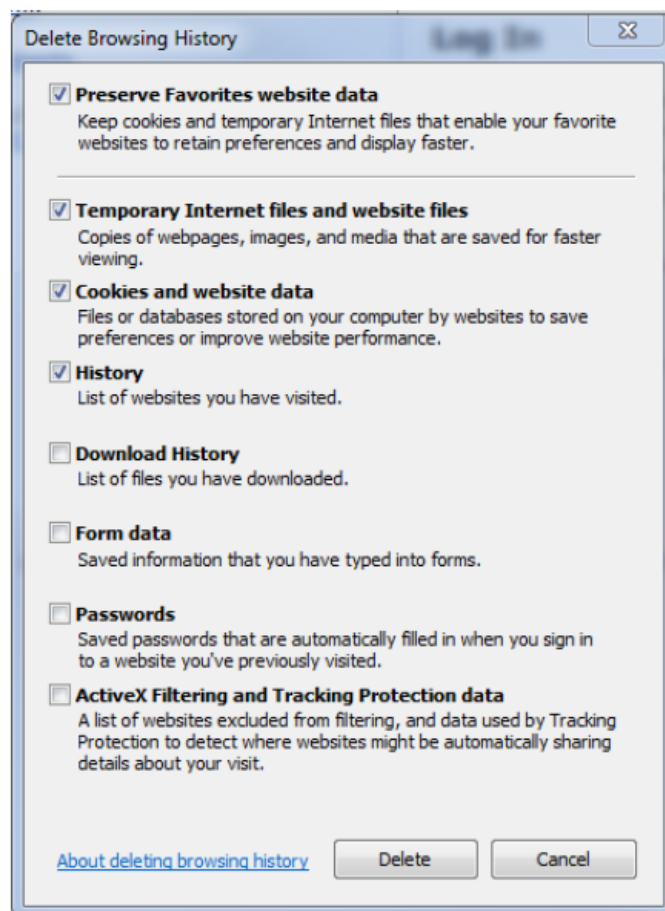 Delete Browsing History
Log In
Preserve Favorites website data
Keep cookies and temporary Internet files that enable your favorite
websites to retain preferences and display faster.
Temporary Internet files and website files
Copies of webpages, images, and media that are saved for faster
viewing.
Cookies and website data
Files or databases stored on your computer by websites to save
preferences or improve website performance.
History
List of websites you have visited.
Download History
List of files you have downloaded.
Form data
Saved information that you have typed into forms.
Passwords
Saved passwords that are automatically filled in when you sign in
to a website you've previously visited.
ActiveX Filtering and Tracking Protection data
A list of websites excluded from filtering, and data used by Tracking
Protection to detect where websites might be automatically sharing
details about your visit.
About deleting browsing history
Delete
Cancel